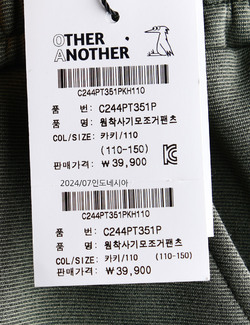 OTHER
ANOTHER
C244PT351PKH110
품 번: C244PT351P
품 명: 원착사기모조거팬츠
COL/SIZE: 카키/110
(110-150)
판매가격: ₩39,900
2024/07인도네시아
C244PT351PKH110
품 번: C244PT351P
품 명: 원착사기모조거팬츠
COL/SIZE: 카키/110 (110-150)
판매가격: ₩39,900